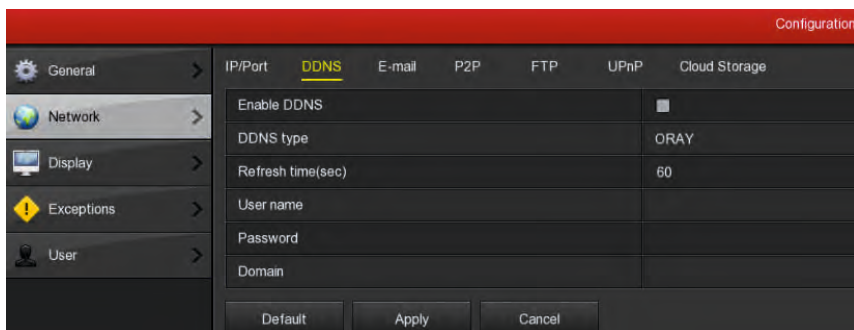 Configuration
General
Network
Display
Exceptions
User
IP/Port DDNS E-mail P2P FTP UPnP Cloud Storage
Enable DDNS
DDNS type ORAY
Refresh time(sec) 60
User name
Password
Domain
Default Apply Cancel